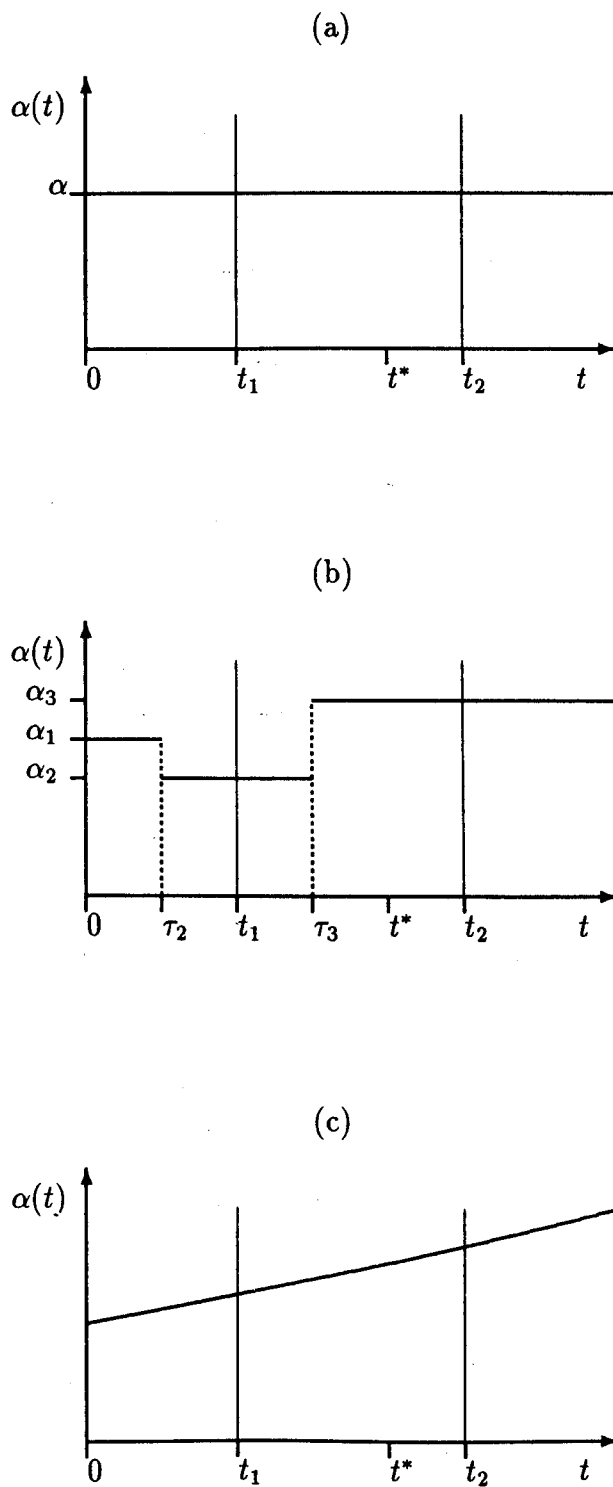 (a)
α(t)
α
0 t₁ t* t₂ t
(b)
α(t)
α₃
α₁
α₂
0 τ₂ t₁ τ₃ t* t₂ t
(c)
α(t)
0 t₁ t* t₂ t